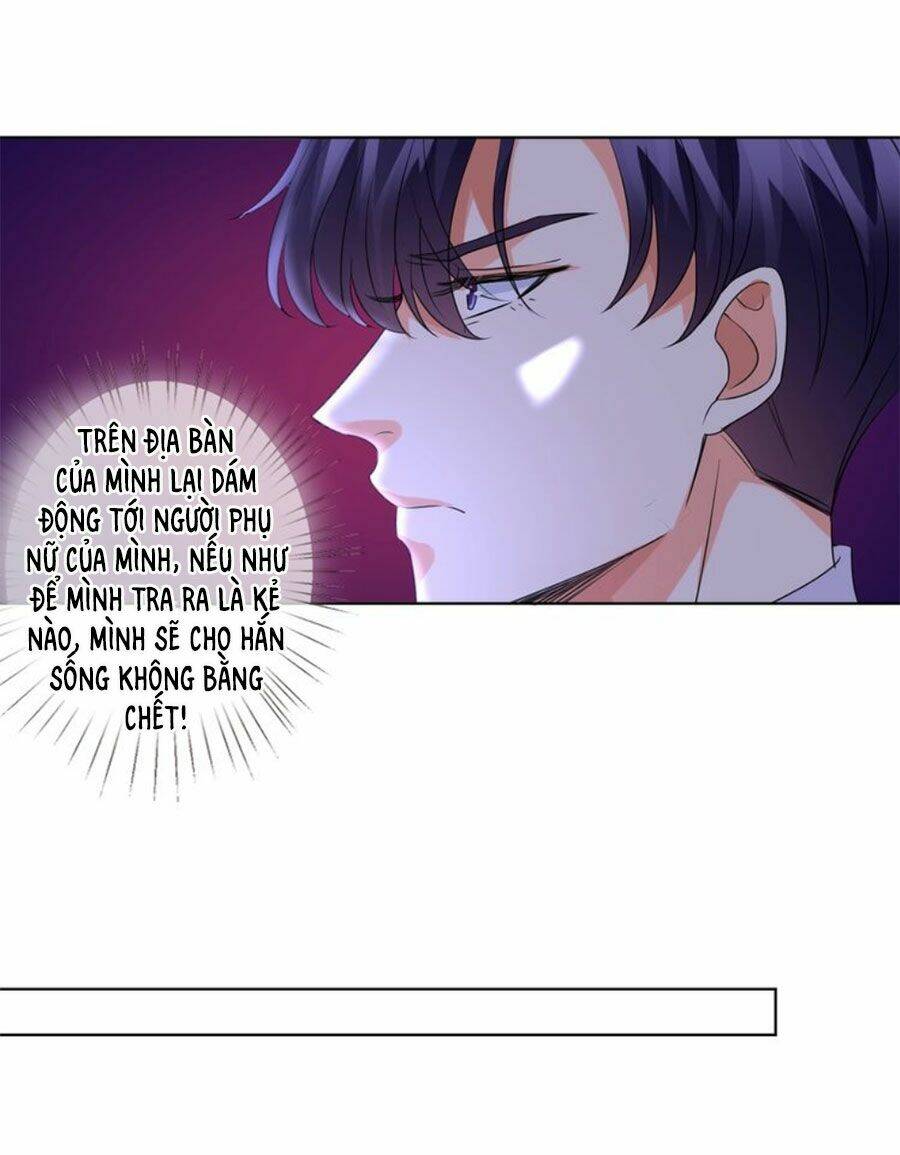 TRÊN ĐỊA BÀN
CỦA MÌNH LẠI DÁM
ĐỘNG TỚI NGƯỜI PHỤ
NỮ CỦA MÌNH, NẾU NHƯ
ĐỂ MÌNH TRA RA LÀ KẺ
NÀO, MÌNH SẼ CHO HẮN
SỐNG KHÔNG BẰNG
CHẾT!